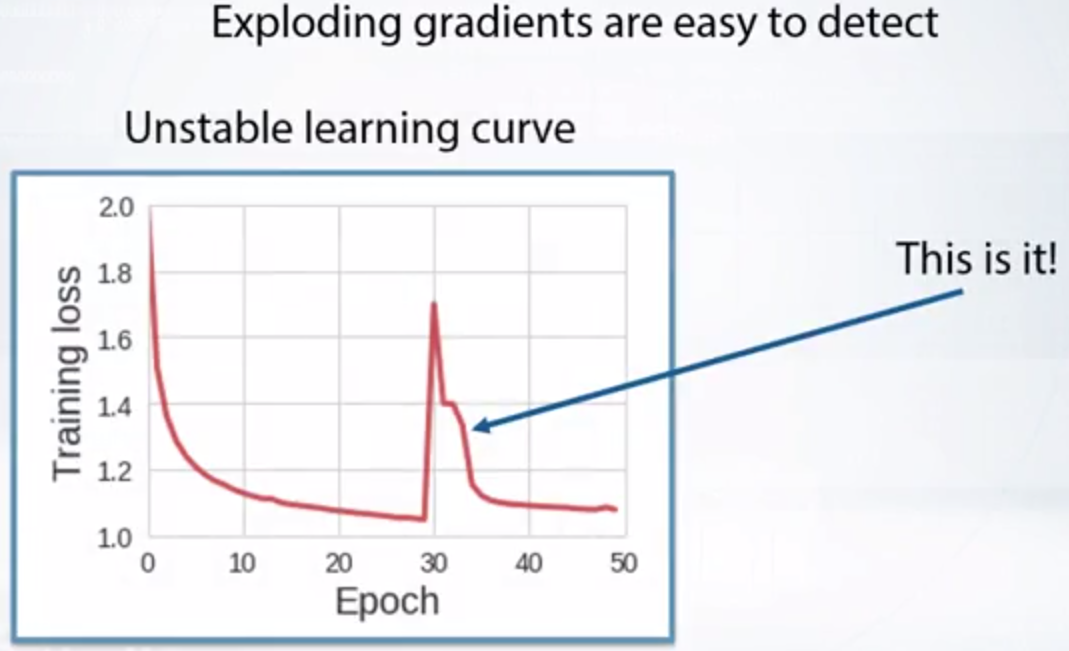 Exploding gradients are easy to detect
Unstable learning curve
This is it!
Training loss
2.0
1.8
1.6
1.4
1.2
1.0
0 10 20 30 40 50
Epoch